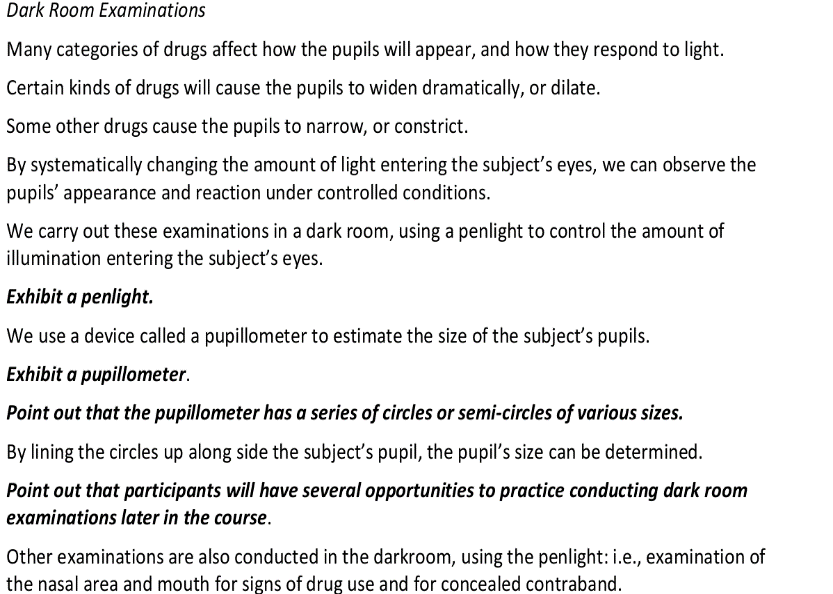 Dark Room Examinations
Many categories of drugs affect how the pupils will appear, and how they respond to light.
Certain kinds of drugs will cause the pupils to widen dramatically, or dilate.
Some other drugs cause the pupils to narrow, or constrict.
By systematically changing the amount of light entering the subject’s eyes, we can observe the
pupils’ appearance and reaction under controlled conditions.
We carry out these examinations in a dark room, using a penlight to control the amount of
illumination entering the subject’s eyes.
Exhibit a penlight.
We use a device called a pupillometer to estimate the size of the subject’s pupils.
Exhibit a pupillometer.
Point out that the pupillometer has a series of circles or semi-circles of various sizes.
By lining the circles up along side the subject’s pupil, the pupil’s size can be determined.
Point out that participants will have several opportunities to practice conducting dark room
examinations later in the course.
Other examinations are also conducted in the darkroom, using the penlight: i.e., examination of
the nasal area and mouth for signs of drug use and for concealed contraband.